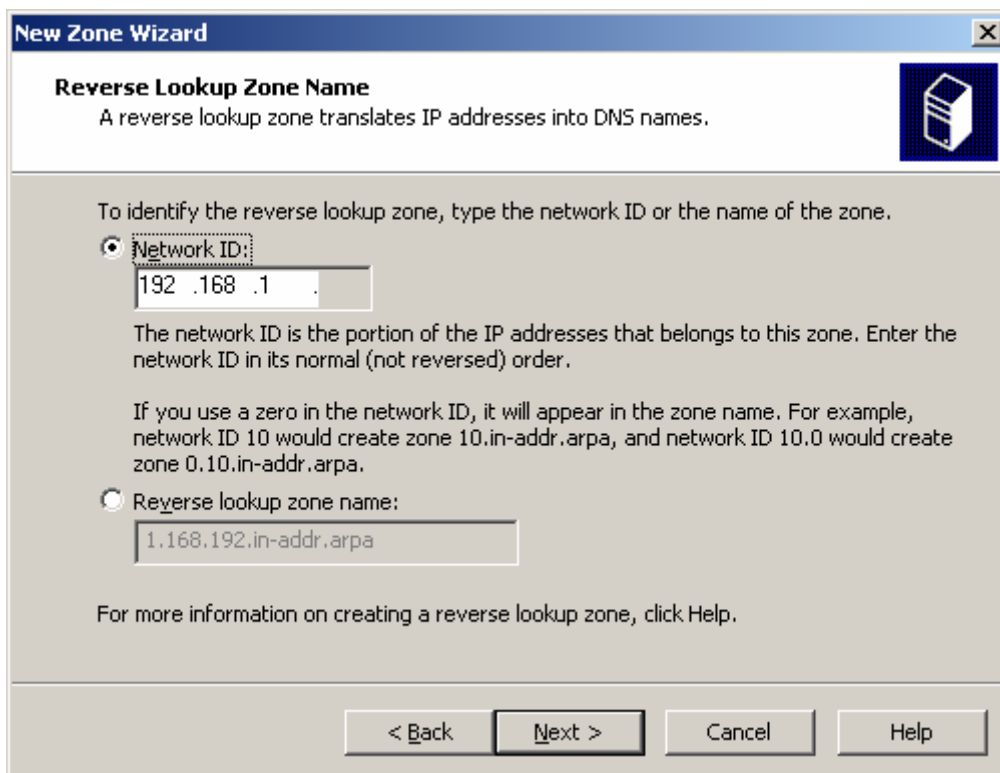 New Zone Wizard
Reverse Lookup Zone Name
A reverse lookup zone translates IP addresses into DNS names.
To identify the reverse lookup zone, type the network ID or the name of the zone.
Network ID:
192 .168 .1 .
The network ID is the portion of the IP addresses that belongs to this zone. Enter the
network ID in its normal (not reversed) order.
If you use a zero in the network ID, it will appear in the zone name. For example,
network ID 10 would create zone 10.in-addr.arpa, and network ID 10.0 would create
zone 0.10.in-addr.arpa.
Reverse lookup zone name:
1.168.192.in-addr.arpa
For more information on creating a reverse lookup zone, click Help.
< Back Next > Cancel Help